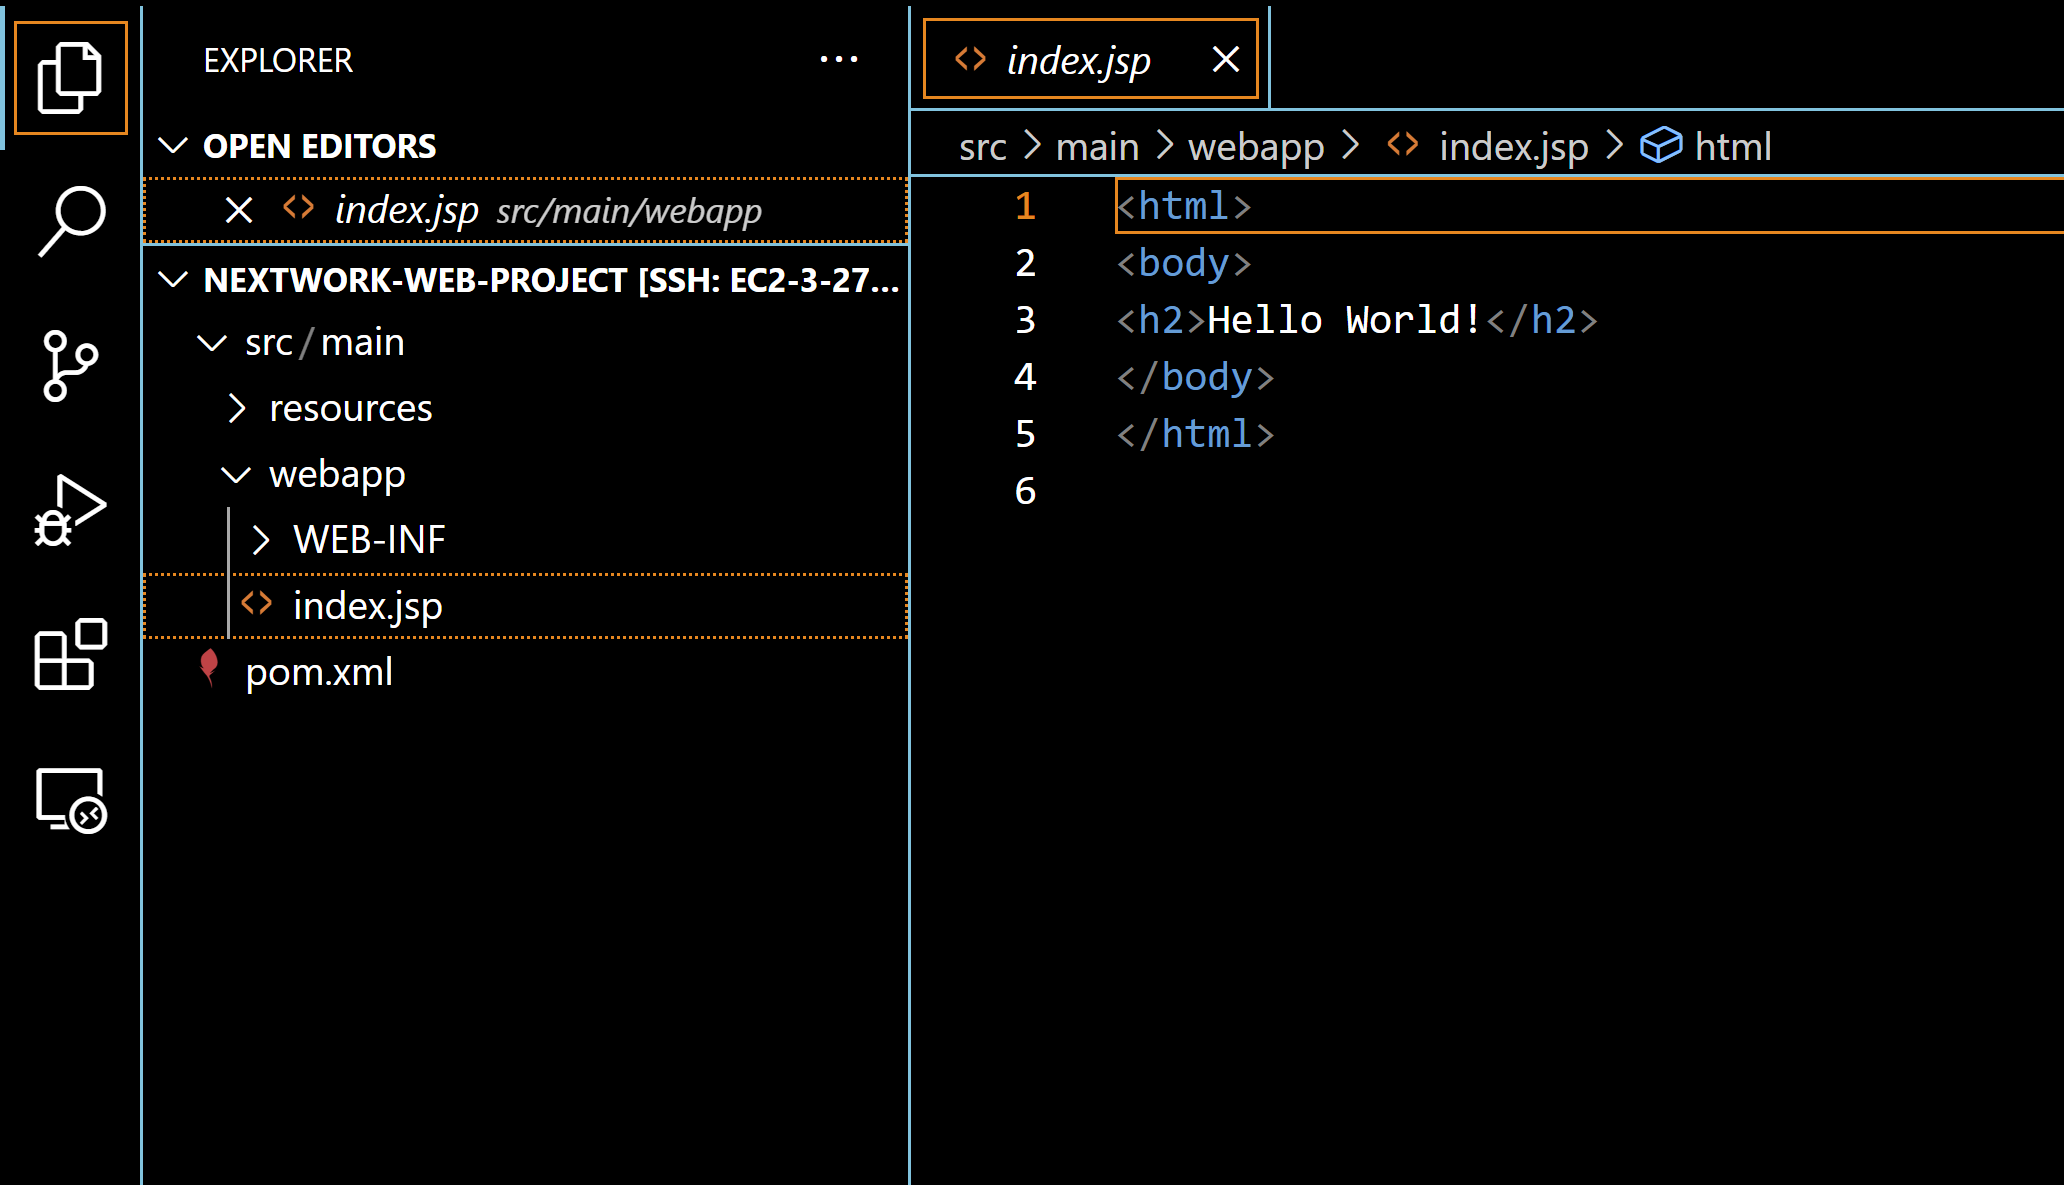 EXPLORER ...
OPEN EDITORS
index.jsp src/main/webapp
NEXTWORK-WEB-PROJECT [SSH: EC2-3-27...
src/main
resources
webapp
WEB-INF
index.jsp
pom.xml
index.jsp
src > main > webapp > <> index.jsp > html
1 <html>
2 <body>
3 <h2>Hello World!</h2>
4 </body>
5 </html>
6